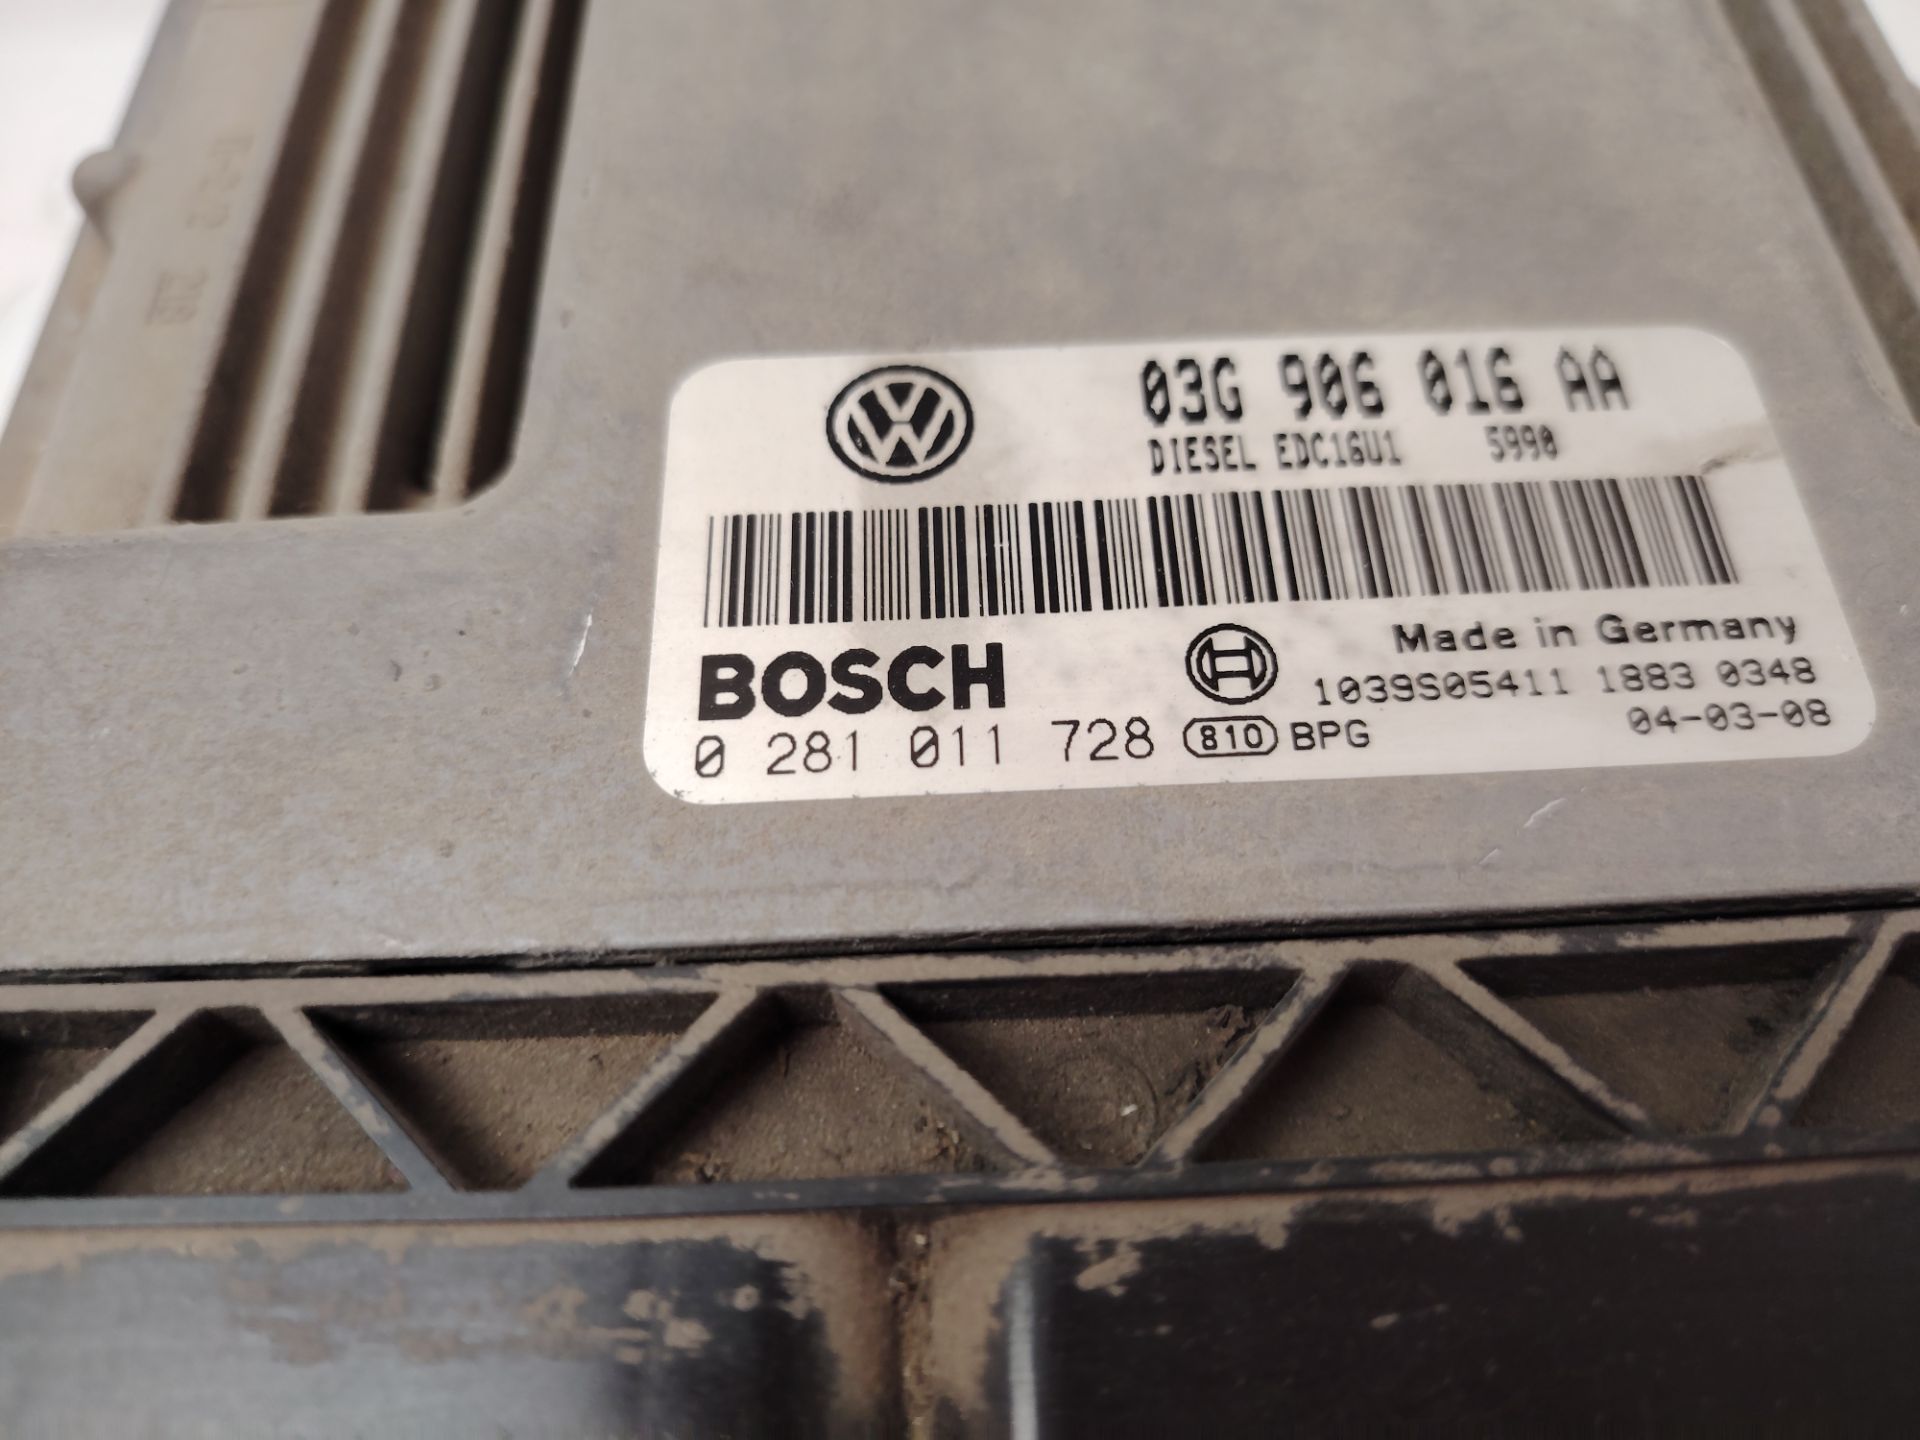 03G 906 016 AA
DIESEL EDC16U1 5990
BOSCH
Made in Germany
1039S05411 1883 0348
0 281 011 728 810 BPG 04-03-08